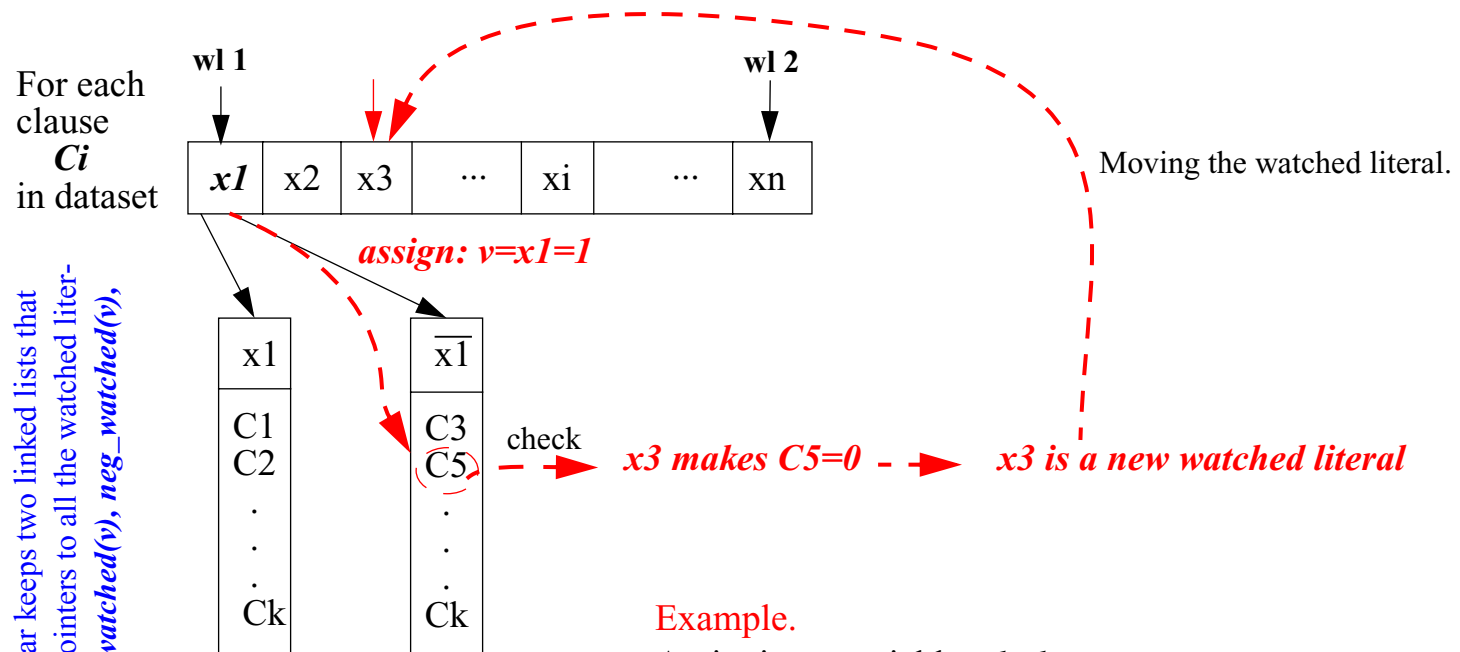 wl 1
wl 2
For each
clause
Ci
in dataset
x1 x2 x3 ... xi ... xn
Moving the watched literal.
assign: v=x1=1
ar keeps two linked lists that
ointers to all the watched liter-
watched(v), neg_watched(v),
x1
C1
C2
.
.
.
Ck
x1̅
C3
C5
.
.
.
Ck
check
x3 makes C5=0
x3 is a new watched literal
Example.